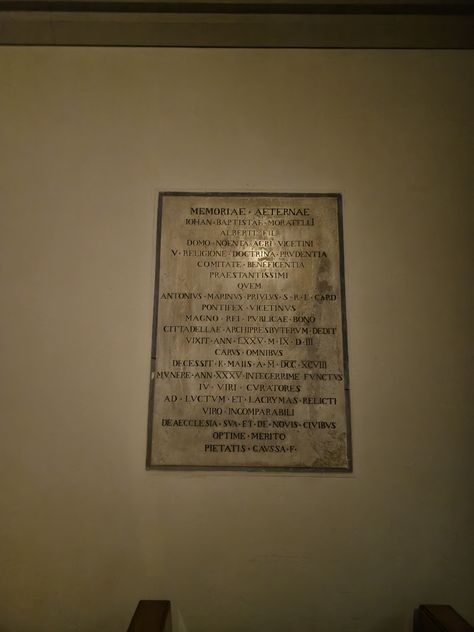 MEMORIAE · AETERNAE
IOHAN · BAPTISTAE · MORATELLI
ALBERTI · FIL
DOMO · NOENTA · AGRI · VICETINI
V · RELIGIONE · DOCTRINA · PRVDENTIA
COMITATE · BENEFICENTIA
PRAESTANTISSIMI
QVEM
ANTONIVS · MARINVS · PRIVLVS · S · R · E · CARD
PONTIFEX · VICETINVS
MAGNO · REI · PVBLICAE · BONO
CITTADELLAE · ARCHIPRESBYTERVM · DEDIT
VIXIT · ANN · LXXV · M · IX · D · III
CARVS · OMNIBVS
DECESSIT · K · MAIIS · A · M · DCC · XCVIII
MVNERE · ANN · XXXV · INTEGERRIME · FVNCTVS
IV · VIRI · CVRATORES
AD · LVCTVM · ET · LACRYMAS · RELICTI
VIRO · INCOMPARABILI
DE AECCLESIA · SVA · ET · DE · NOVIS · CIVIBVS
OPTIME · MERITO
PIETATIS · CAVSSA · F ·